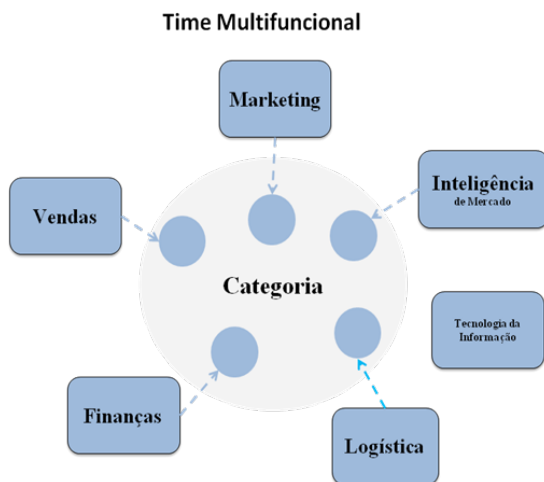 Time Multifuncional
Marketing
Inteligência
de Mercado
Vendas
Categoria
Tecnologia da
Informação
Finanças
Logística